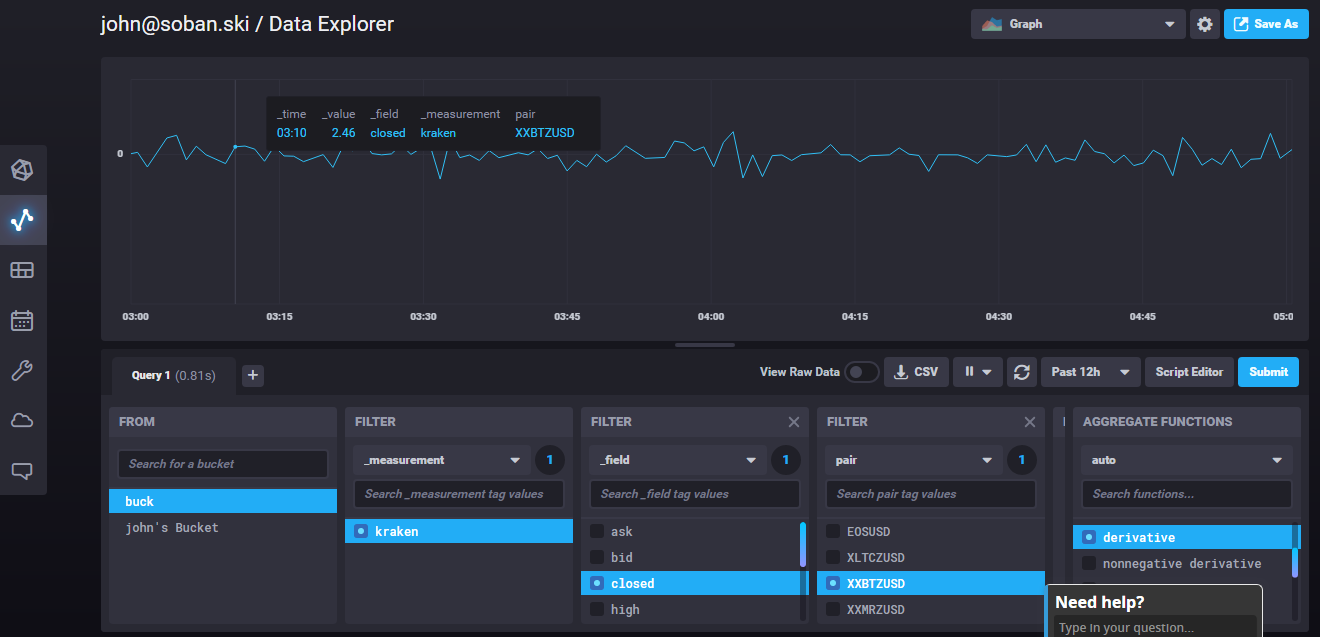 john@soban.ski / Data Explorer
Graph
Save As
_time _value _field _measurement pair
03:10 2.46 closed kraken XXBTZUSD
0
03:00 03:15 03:30 03:45 04:00 04:15 04:30 04:45 05:0
Query 1 (0.81s)
+
View Raw Data
CSV
Past 12h
Script Editor
Submit
FROM
Search for a bucket
buck
john's Bucket
FILTER
_measurement
1
Search _measurement tag values
kraken
FILTER
_field
1
Search _field tag values
ask
bid
closed
high
FILTER
pair
1
Search pair tag values
EOSUSD
XLTCZUSD
XXBTZUSD
XXMRZUSD
AGGREGATE FUNCTIONS
auto
Search functions...
derivative
nonnegative derivative
Need help?
Type in your question...